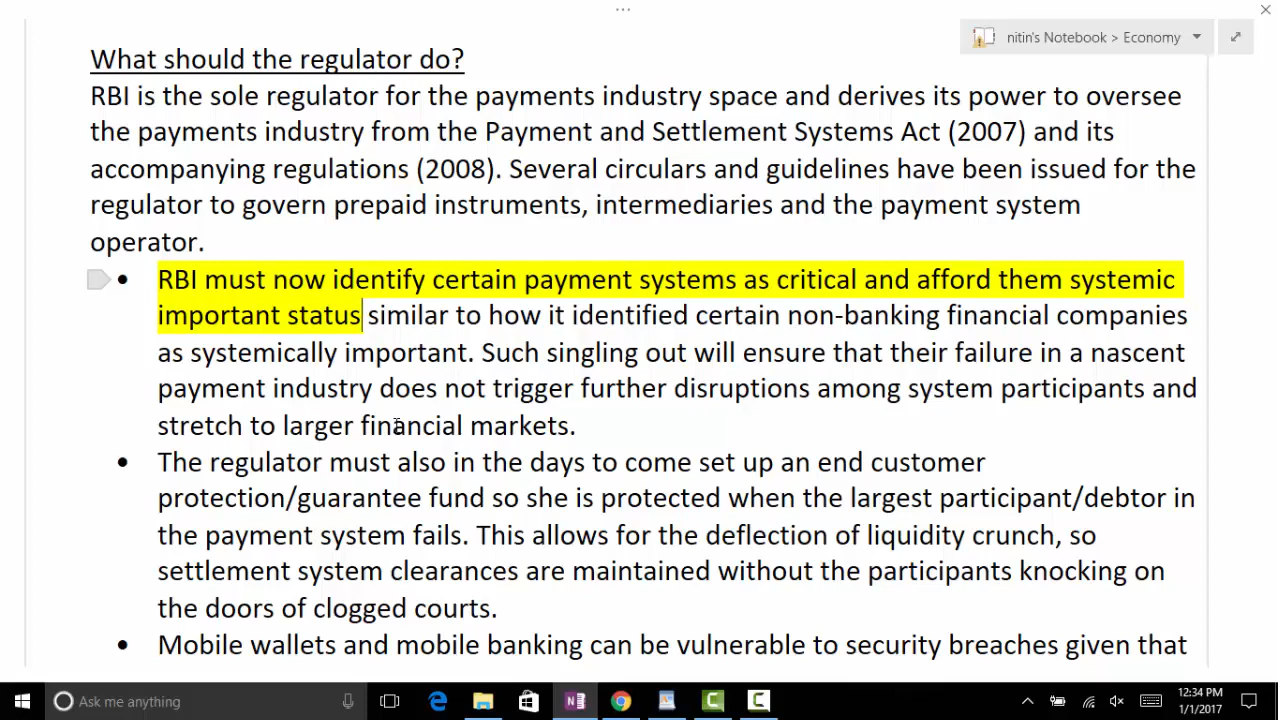 ...
nitin's Notebook > Economy
What should the regulator do?
RBI is the sole regulator for the payments industry space and derives its power to oversee
the payments industry from the Payment and Settlement Systems Act (2007) and its
accompanying regulations (2008). Several circulars and guidelines have been issued for the
regulator to govern prepaid instruments, intermediaries and the payment system
operator.
• RBI must now identify certain payment systems as critical and afford them systemic
important status similar to how it identified certain non-banking financial companies
as systemically important. Such singling out will ensure that their failure in a nascent
payment industry does not trigger further disruptions among system participants and
stretch to larger financial markets.
• The regulator must also in the days to come set up an end customer
protection/guarantee fund so she is protected when the largest participant/debtor in
the payment system fails. This allows for the deflection of liquidity crunch, so
settlement system clearances are maintained without the participants knocking on
the doors of clogged courts.
• Mobile wallets and mobile banking can be vulnerable to security breaches given that
Ask me anything
12:34 PM
1/1/2017